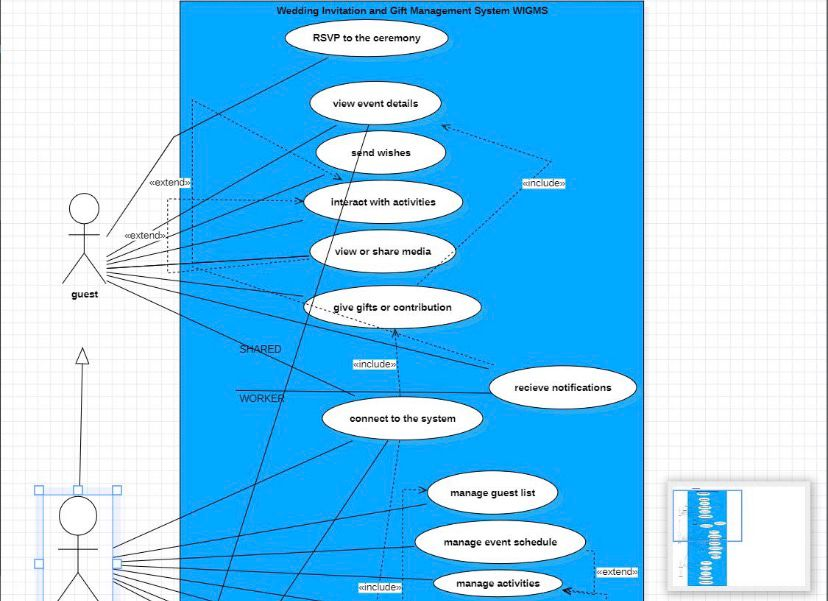 Wedding Invitation and Gift Management System WIGMS
RSVP to the ceremony
view event details
send wishes
«extend»
«include»
interact with activities
«extend»
view or share media
guest
give gifts or contribution
SHARED
«include»
recieve notifications
WORKER
connect to the system
manage guest list
manage event schedule
«extend»
manage activities
«include»